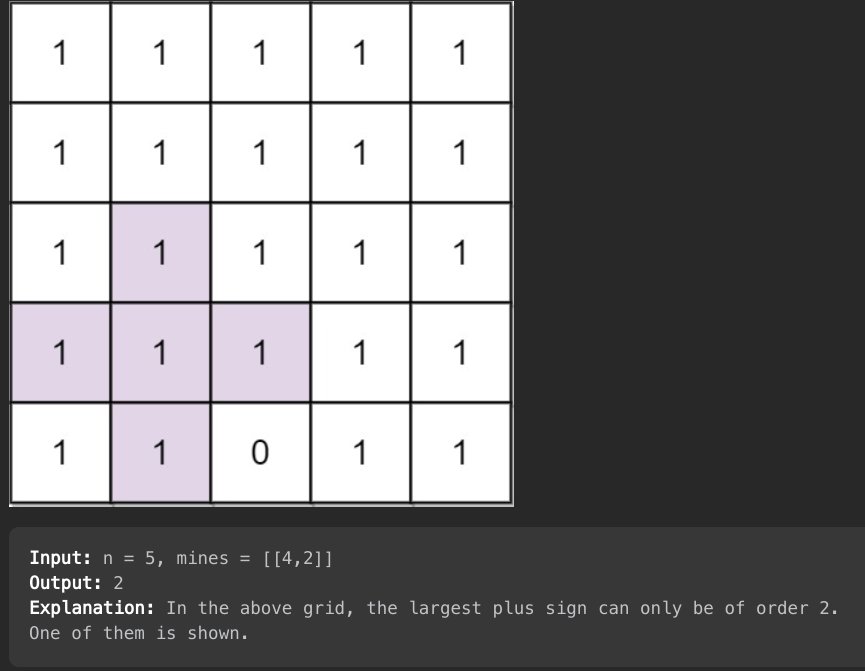 1 1 1 1 1
1 1 1 1 1
1 1 1 1 1
1 1 1 1 1
1 1 0 1 1
Input: n = 5, mines = [[4,2]]
Output: 2
Explanation: In the above grid, the largest plus sign can only be of order 2.
One of them is shown.